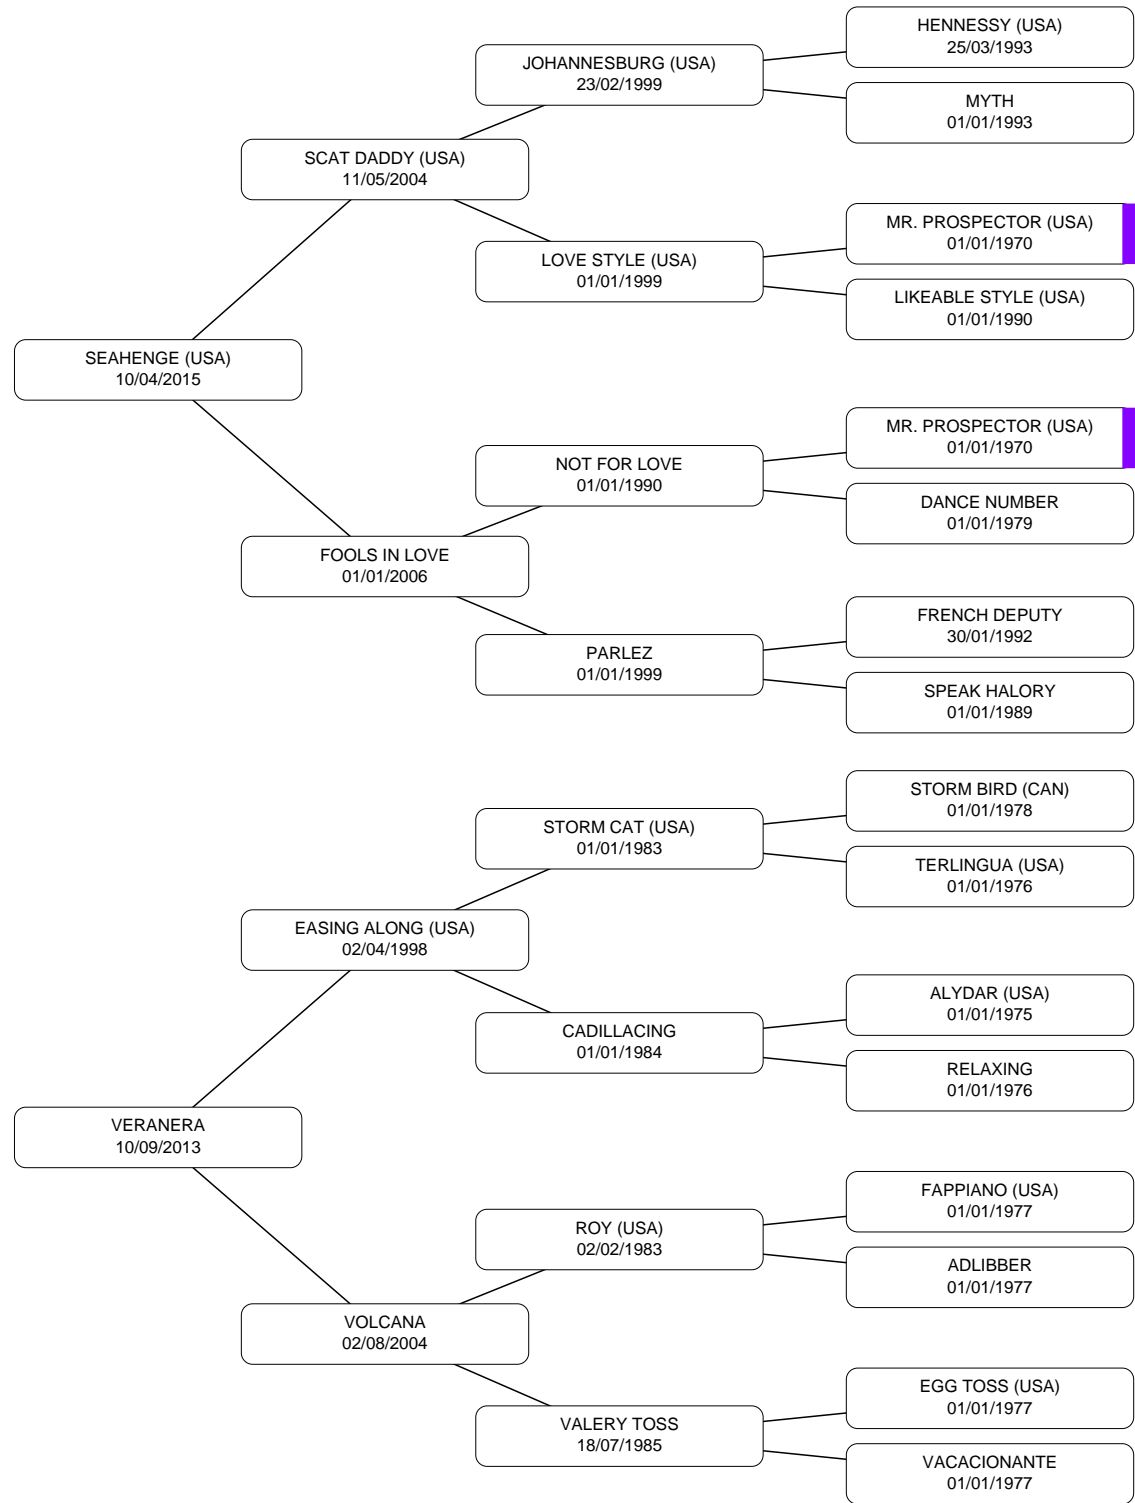 HENNESSY (USA)
25/03/1993
JOHANNESBURG (USA)
23/02/1999
MYTH
01/01/1993
SCAT DADDY (USA)
11/05/2004
MR. PROSPECTOR (USA)
01/01/1970
LOVE STYLE (USA)
01/01/1999
LIKEABLE STYLE (USA)
01/01/1990
SEAHENGE (USA)
10/04/2015
MR. PROSPECTOR (USA)
01/01/1970
NOT FOR LOVE
01/01/1990
DANCE NUMBER
01/01/1979
FOOLS IN LOVE
01/01/2006
FRENCH DEPUTY
30/01/1992
PARLEZ
01/01/1999
SPEAK HALORY
01/01/1989
STORM BIRD (CAN)
01/01/1978
STORM CAT (USA)
01/01/1983
TERLINGUA (USA)
01/01/1976
EASING ALONG (USA)
02/04/1998
ALYDAR (USA)
01/01/1975
CADILLACING
01/01/1984
RELAXING
01/01/1976
VERANERA
10/09/2013
FAPPIANO (USA)
01/01/1977
ROY (USA)
02/02/1983
ADLIBBER
01/01/1977
VOLCANA
02/08/2004
EGG TOSS (USA)
01/01/1977
VALERY TOSS
18/07/1985
VACACIONANTE
01/01/1977